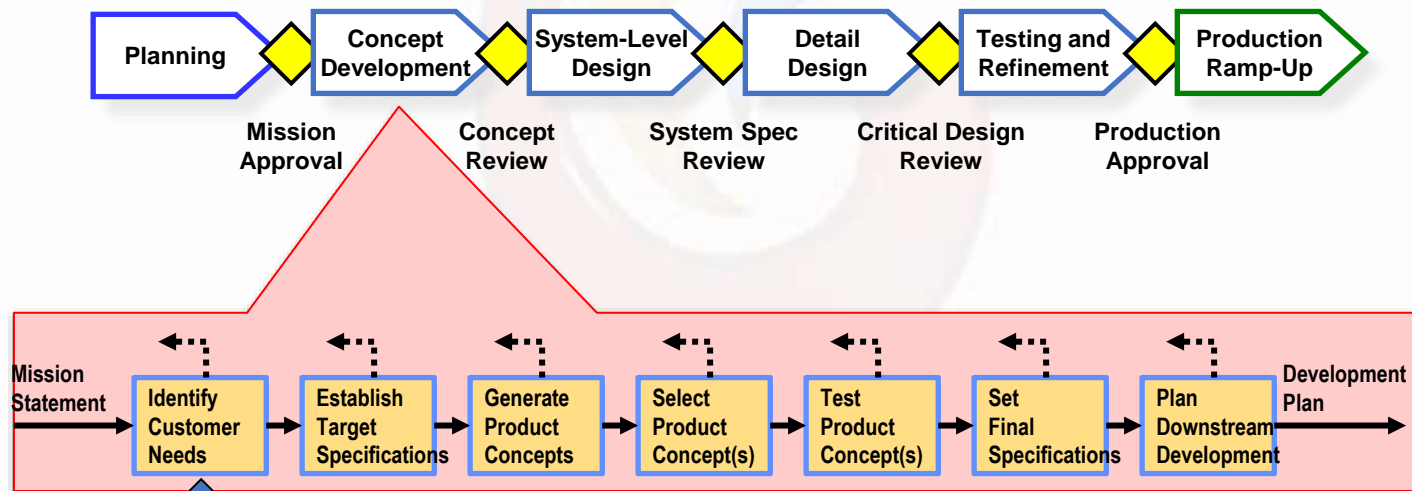 Planning
Concept
Development
System-Level
Design
Detail
Design
Testing and
Refinement
Production
Ramp-Up
Mission
Approval
Concept
Review
System Spec
Review
Critical Design
Review
Production
Approval
Mission
Statement
Identify
Customer
Needs
Establish
Target
Specifications
Generate
Product
Concepts
Select
Product
Concept(s)
Test
Product
Concept(s)
Set
Final
Specifications
Plan
Downstream
Development
Development
Plan